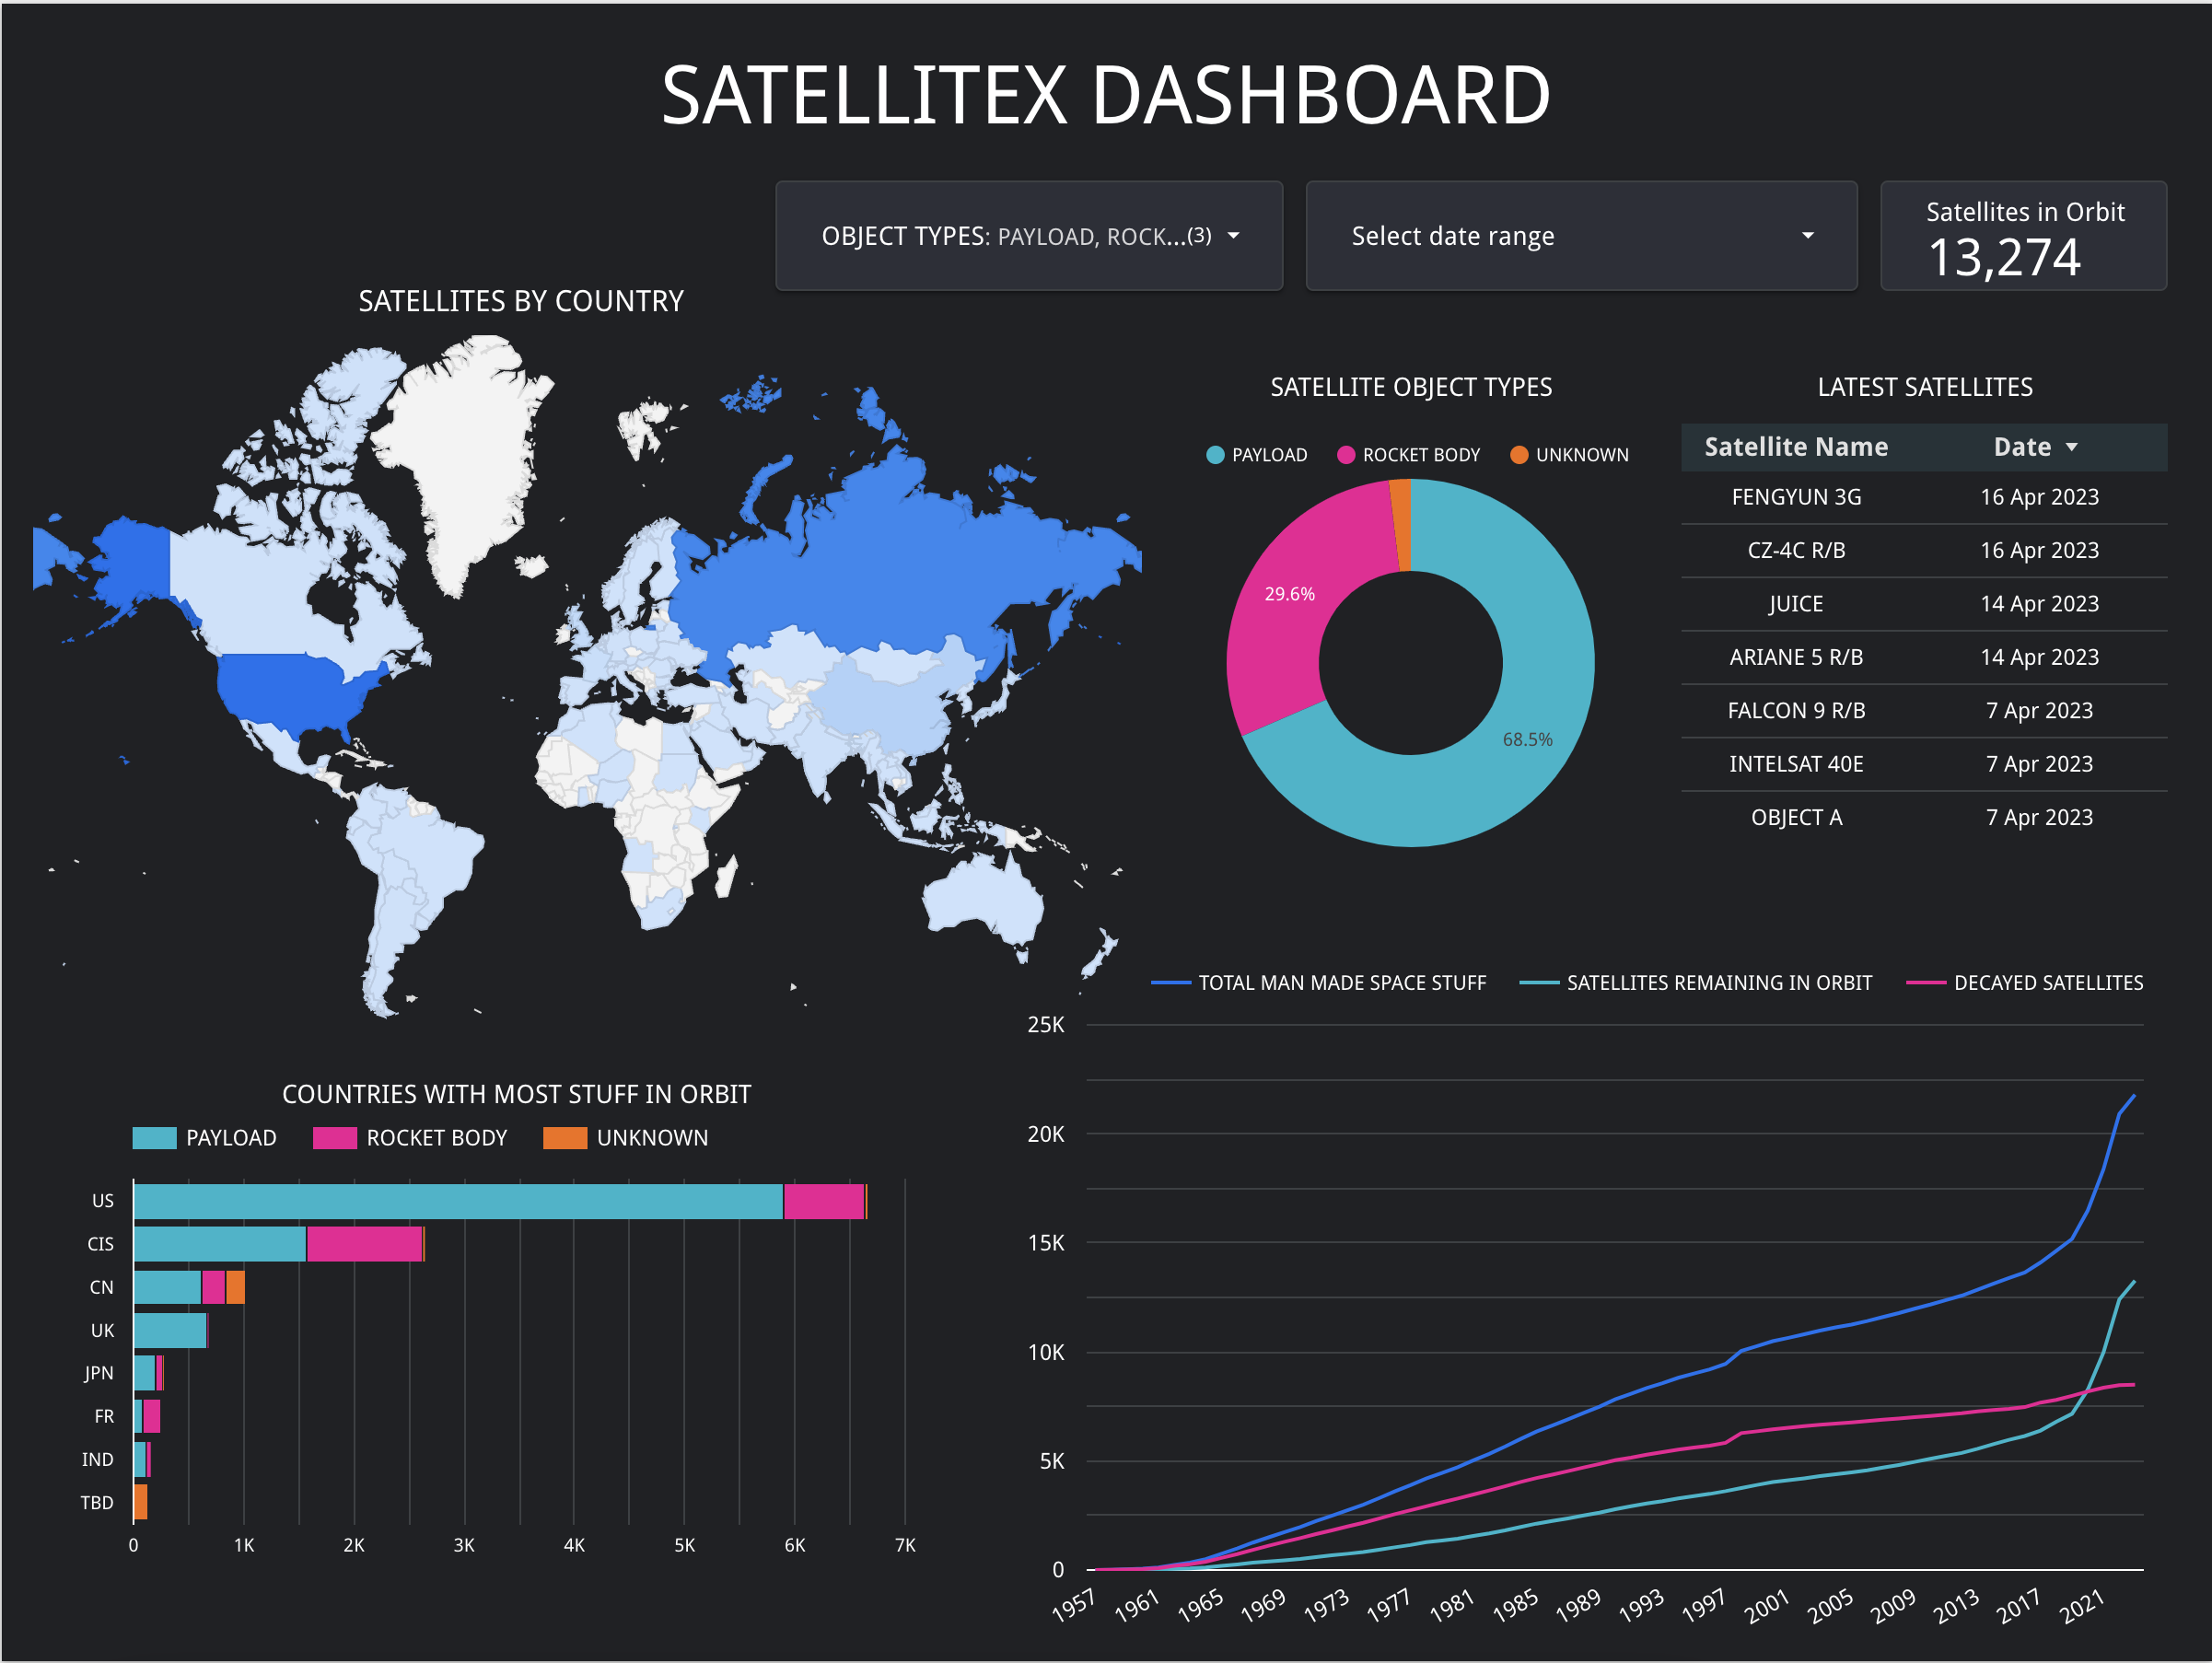 SATELLITEX DASHBOARD
OBJECT TYPES: PAYLOAD, ROCK...(3)
Select date range
Satellites in Orbit
13,274
SATELLITES BY COUNTRY
SATELLITE OBJECT TYPES
PAYLOAD ROCKET BODY UNKNOWN
29.6%
68.5%
LATEST SATELLITES
Satellite Name Date
FENGYUN 3G 16 Apr 2023
CZ-4C R/B 16 Apr 2023
JUICE 14 Apr 2023
ARIANE 5 R/B 14 Apr 2023
FALCON 9 R/B 7 Apr 2023
INTELSAT 40E 7 Apr 2023
OBJECT A 7 Apr 2023
COUNTRIES WITH MOST STUFF IN ORBIT
PAYLOAD ROCKET BODY UNKNOWN
US
CIS
CN
UK
JPN
FR
IND
TBD
0 1K 2K 3K 4K 5K 6K 7K
TOTAL MAN MADE SPACE STUFF SATELLITES REMAINING IN ORBIT DECAYED SATELLITES
25K
20K
15K
10K
5K
0
1957 1961 1965 1969 1973 1977 1981 1985 1989 1993 1997 2001 2005 2009 2013 2017 2021